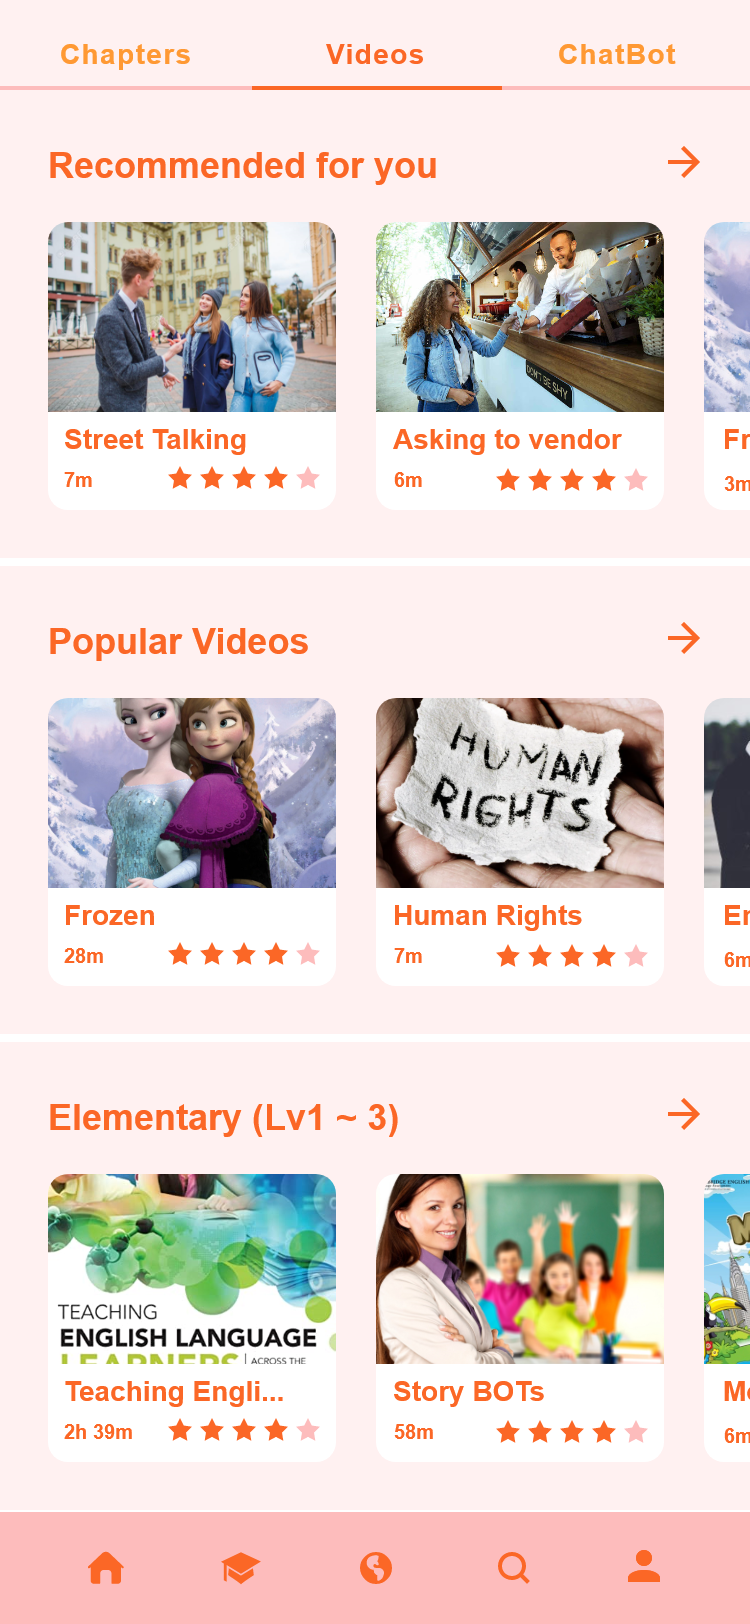 Chapters Videos ChatBot
Recommended for you
DON'T BE SHY
Street Talking Asking to vendor Fr
7m 6m 3m
Popular Videos
HUMAN
RIGHTS
Frozen Human Rights En
28m 7m 6m
Elementary (Lv1 ~ 3)
TEACHING
ENGLISH LANGUAGE
LEARNERS | ACROSS THE
Teaching Engli... Story BOTs Mo
2h 39m 58m 6m